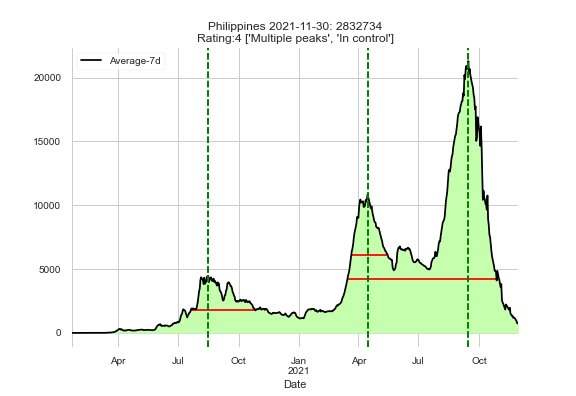 Philippines 2021-11-30: 2832734
Rating:4 ['Multiple peaks', 'In control']
Average-7d
20000
15000
10000
5000
0
Apr
Jul
Oct
Jan
2021
Apr
Jul
Oct
Date